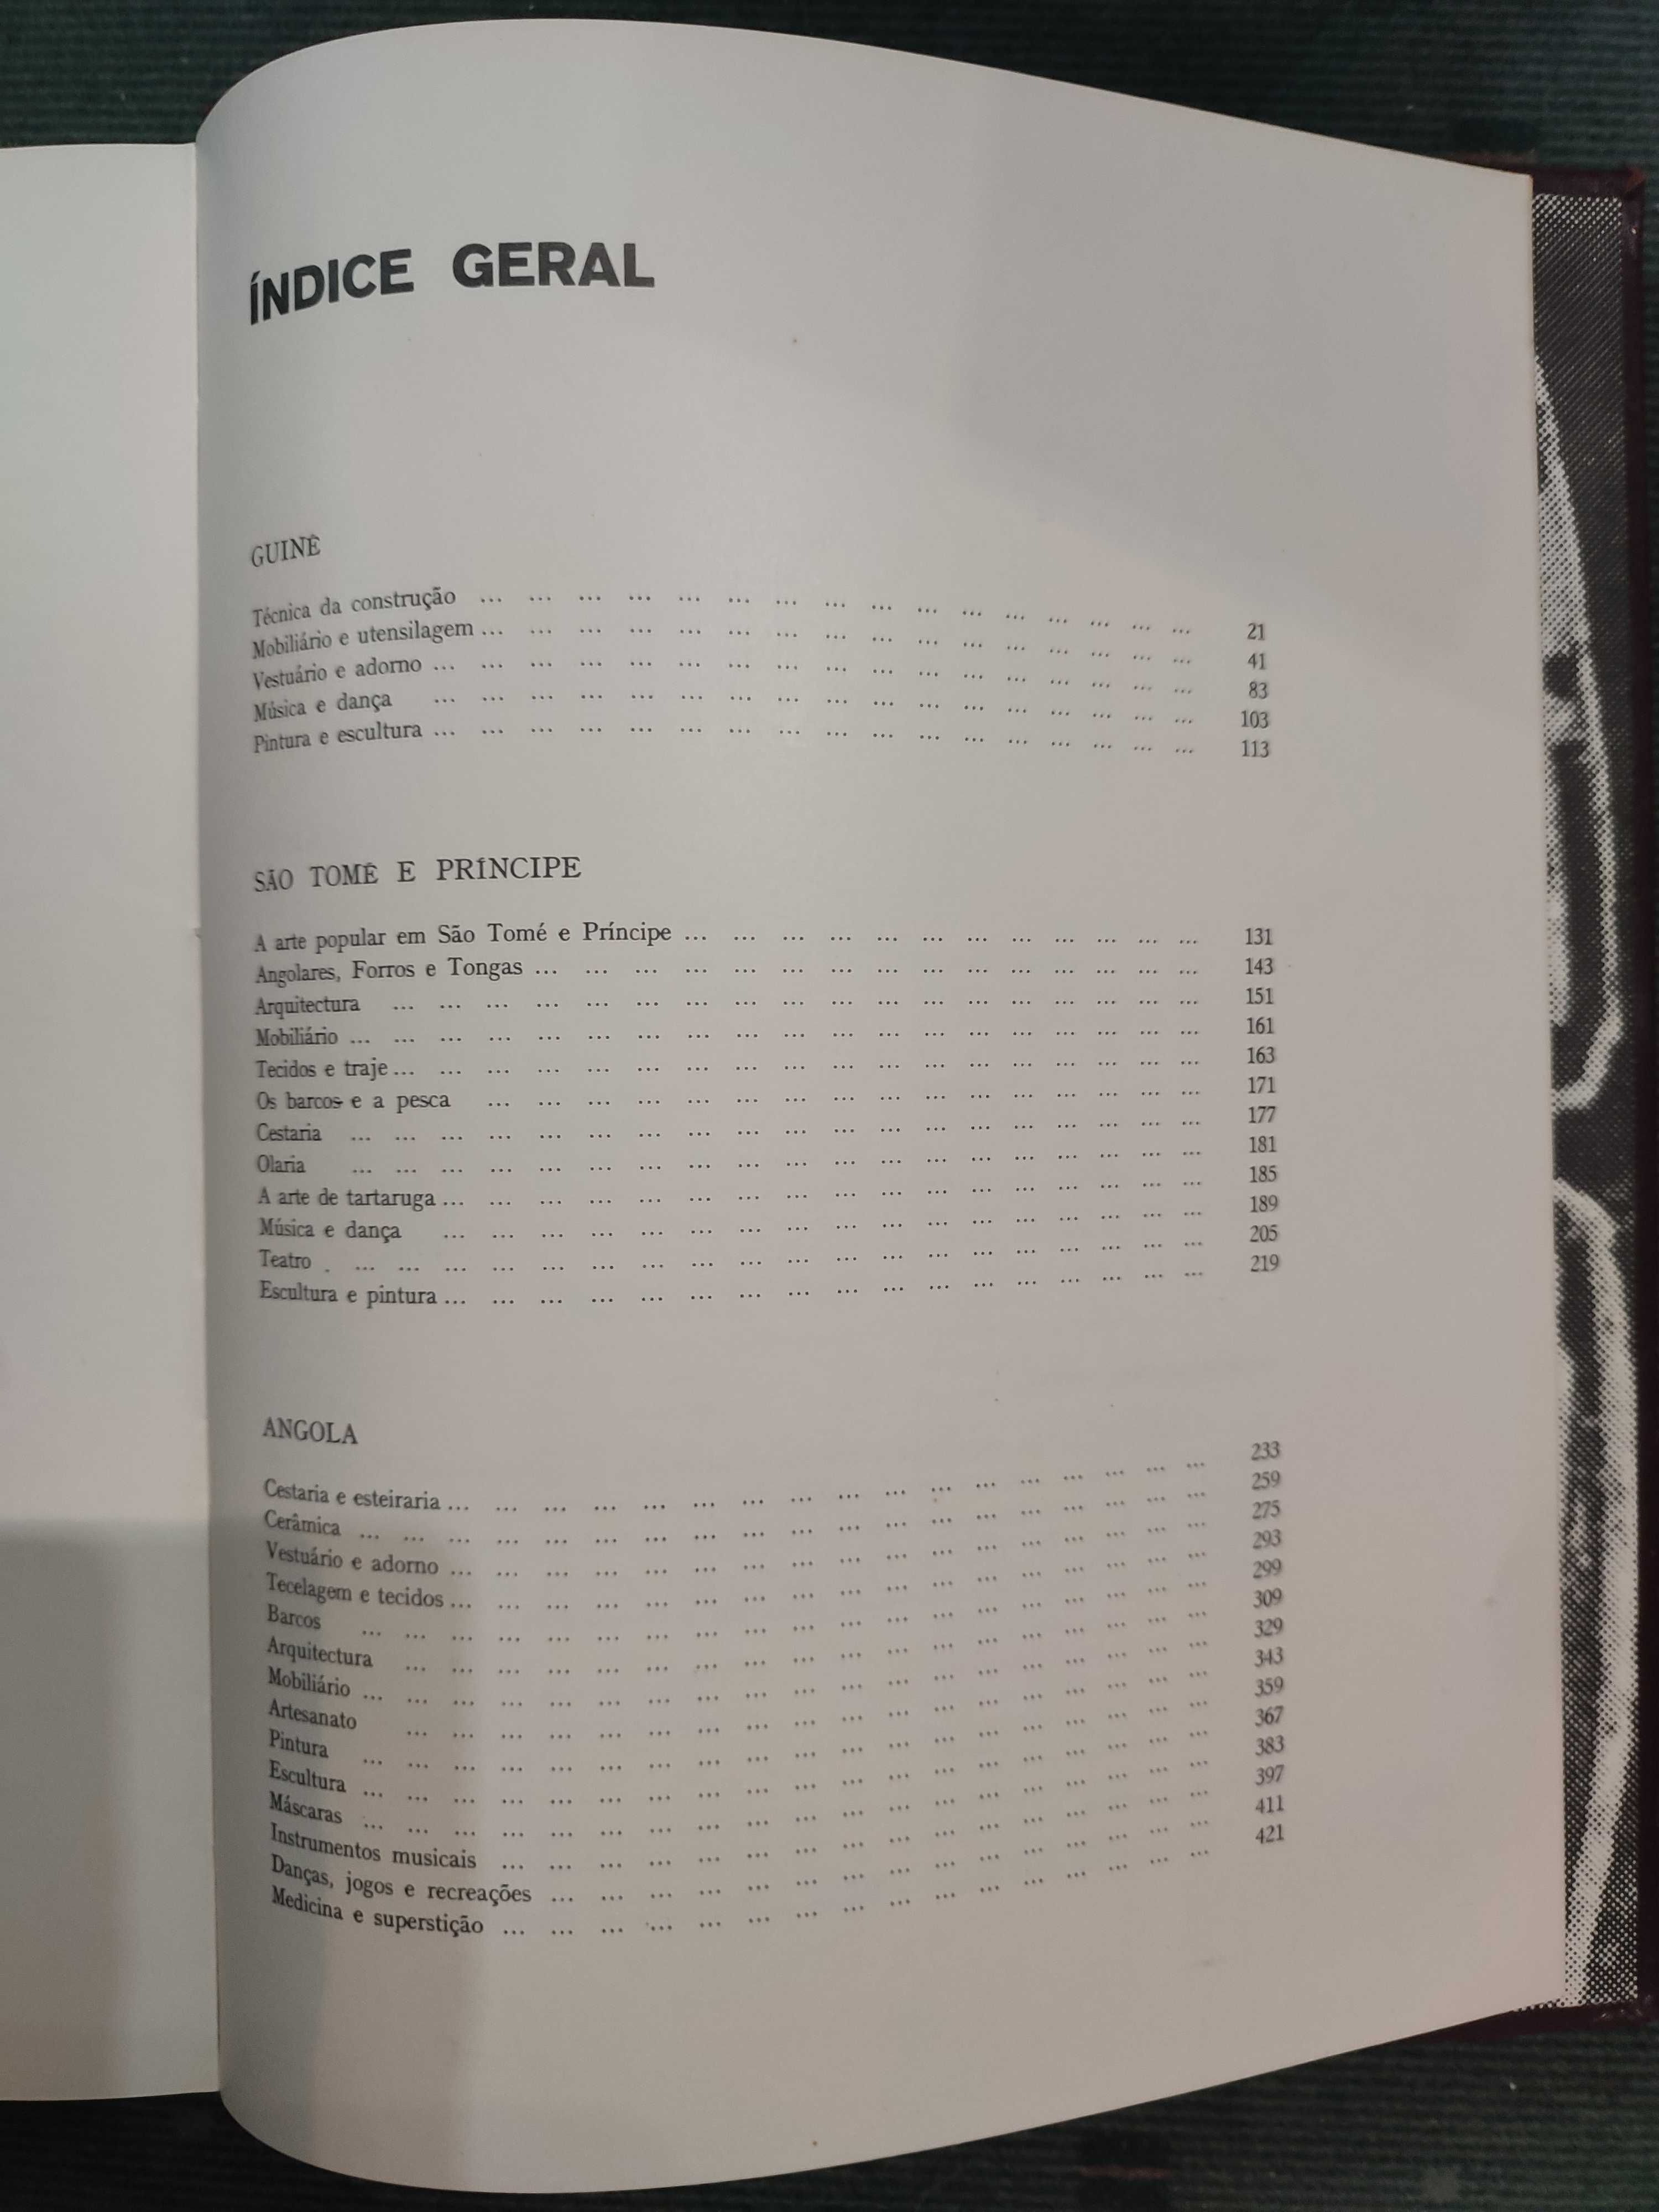 ÍNDICE GERAL
GUINÉ
Técnica da construção ... ... ... ... ... ... ... ... ... ... ... ... ... ... ... ... 21
Mobiliário e utensilagem ... ... ... ... ... ... ... ... ... ... ... ... ... ... ... ... 41
Vestuário e adorno ... ... ... ... ... ... ... ... ... ... ... ... ... ... ... ... ... 83
Música e dança ... ... ... ... ... ... ... ... ... ... ... ... ... ... ... ... ... 103
Pintura e escultura ... ... ... ... ... ... ... ... ... ... ... ... ... ... ... ... ... 113
SÃO TOMÉ E PRÍNCIPE
A arte popular em São Tomé e Príncipe ... ... ... ... ... ... ... ... ... ... ... ... 131
Angolares, Forros e Tongas ... ... ... ... ... ... ... ... ... ... ... ... ... ... ... 143
Arquitectura ... ... ... ... ... ... ... ... ... ... ... ... ... ... ... ... ... ... 151
Mobiliário ... ... ... ... ... ... ... ... ... ... ... ... ... ... ... ... ... ... ... 161
Tecidos e traje ... ... ... ... ... ... ... ... ... ... ... ... ... ... ... ... ... ... 163
Os barcos e a pesca ... ... ... ... ... ... ... ... ... ... ... ... ... ... ... ... 171
Cestaria ... ... ... ... ... ... ... ... ... ... ... ... ... ... ... ... ... ... ... 177
Olaria ... ... ... ... ... ... ... ... ... ... ... ... ... ... ... ... ... ... ... 181
A arte de tartaruga ... ... ... ... ... ... ... ... ... ... ... ... ... ... ... ... ... 185
Música e dança ... ... ... ... ... ... ... ... ... ... ... ... ... ... ... ... ... 189
Teatro . ... ... ... ... ... ... ... ... ... ... ... ... ... ... ... ... ... ... ... 205
Escultura e pintura ... ... ... ... ... ... ... ... ... ... ... ... ... ... ... ... ... 219
ANGOLA
Cestaria e esteiraria ... ... ... ... ... ... ... ... ... ... ... ... ... ... ... ... ... 233
Cerâmica ... ... ... ... ... ... ... ... ... ... ... ... ... ... ... ... ... ... ... 259
Vestuário e adorno ... ... ... ... ... ... ... ... ... ... ... ... ... ... ... ... ... 275
Tecelagem e tecidos ... ... ... ... ... ... ... ... ... ... ... ... ... ... ... ... ... 293
Barcos ... ... ... ... ... ... ... ... ... ... ... ... ... ... ... ... ... ... ... 299
Arquitectura ... ... ... ... ... ... ... ... ... ... ... ... ... ... ... ... ... ... 309
Mobiliário ... ... ... ... ... ... ... ... ... ... ... ... ... ... ... ... ... ... ... 329
Artesanato ... ... ... ... ... ... ... ... ... ... ... ... ... ... ... ... ... ... 343
Pintura ... ... ... ... ... ... ... ... ... ... ... ... ... ... ... ... ... ... ... 359
Escultura ... ... ... ... ... ... ... ... ... ... ... ... ... ... ... ... ... ... ... 367
Máscaras ... ... ... ... ... ... ... ... ... ... ... ... ... ... ... ... ... ... ... 383
Instrumentos musicais ... ... ... ... ... ... ... ... ... ... ... ... ... ... ... ... 397
Danças, jogos e recreações ... ... ... ... ... ... ... ... ... ... ... ... ... ... ... 411
Medicina e superstição ... ... ... ... ... ... ... ... ... ... ... ... ... ... ... ... 421